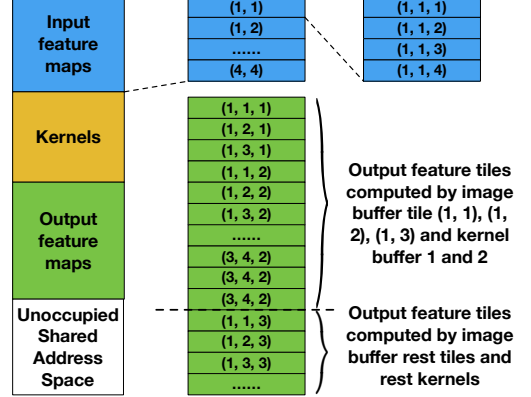 Input
feature
maps
Kernels
Output
feature
maps
Unoccupied
Shared
Address
Space
(1, 1)
(1, 2)
......
(4, 4)
(1, 1, 1)
(1, 1, 2)
(1, 1, 3)
(1, 1, 4)
(1, 1, 1)
(1, 2, 1)
(1, 3, 1)
(1, 1, 2)
(1, 2, 2)
(1, 3, 2)
......
(3, 4, 2)
(3, 4, 2)
(3, 4, 2)
(1, 1, 3)
(1, 2, 3)
(1, 3, 3)
......
Output feature tiles
computed by image
buffer tile (1, 1), (1,
2), (1, 3) and kernel
buffer 1 and 2
Output feature tiles
computed by image
buffer rest tiles and
rest kernels